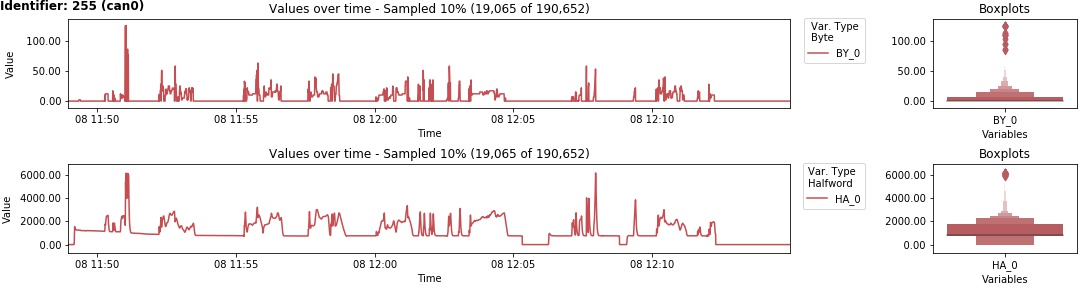 Identifier: 255 (can0)
Values over time - Sampled 10% (19,065 of 190,652)
Value
100.00
50.00
0.00
08 11:50 08 11:55 08 12:00 08 12:05 08 12:10
Time
Var. Type
Byte
BY_0
Boxplots
100.00
50.00
0.00
BY_0
Variables
Values over time - Sampled 10% (19,065 of 190,652)
Value
6000.00
4000.00
2000.00
0.00
08 11:50 08 11:55 08 12:00 08 12:05 08 12:10
Time
Var. Type
Halfword
HA_0
Boxplots
6000.00
4000.00
2000.00
0.00
HA_0
Variables